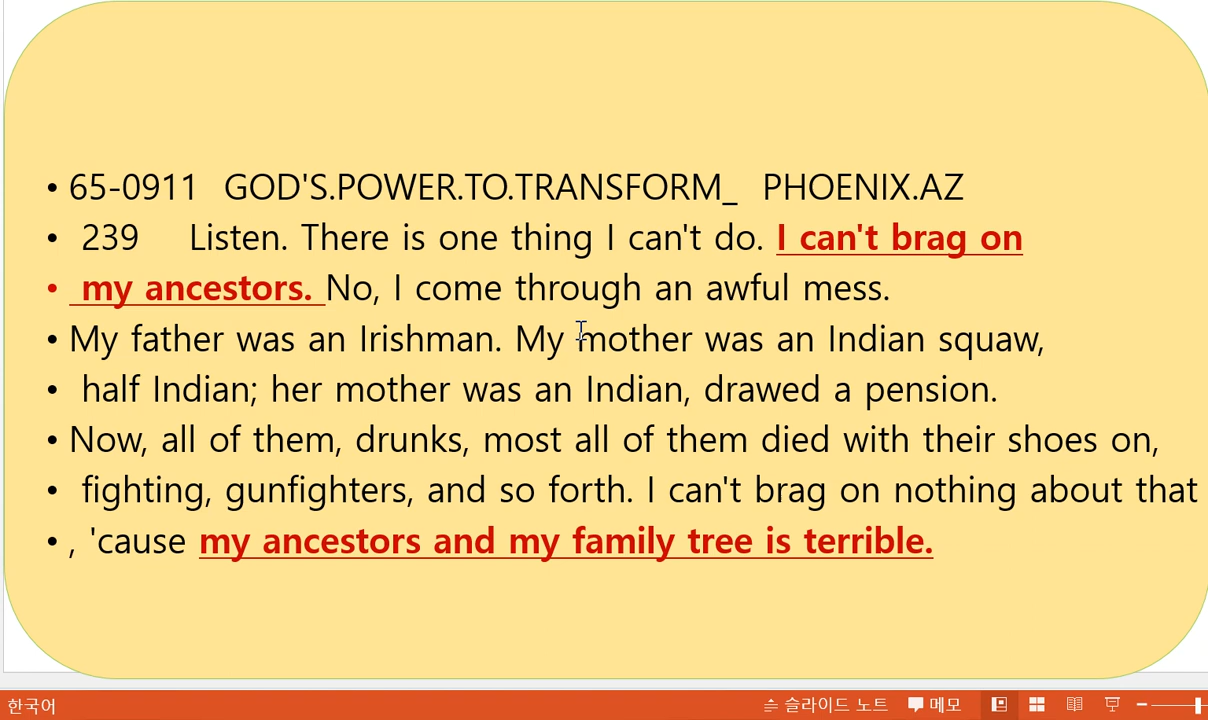 • 65-0911 GOD'S.POWER.TO.TRANSFORM_ PHOENIX.AZ
• 239 Listen. There is one thing I can't do. I can't brag on
• my ancestors. No, I come through an awful mess.
• My father was an Irishman. My mother was an Indian squaw,
• half Indian; her mother was an Indian, drawed a pension.
• Now, all of them, drunks, most all of them died with their shoes on,
• fighting, gunfighters, and so forth. I can't brag on nothing about that
• , 'cause my ancestors and my family tree is terrible.
한국어 슬라이드 노트 메모